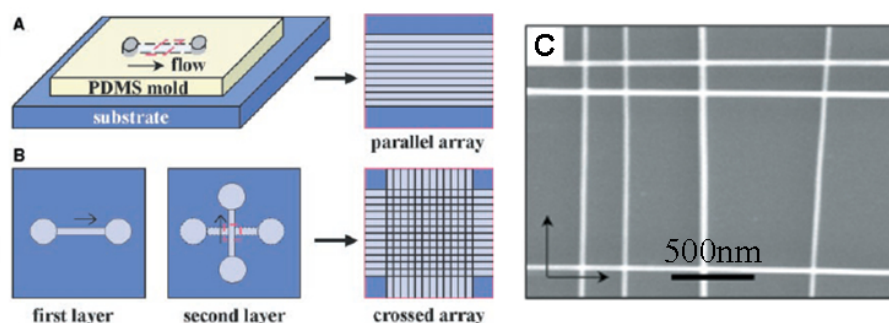 A
flow
PDMS mold
substrate
parallel array
B
first layer
second layer
crossed array
C
500nm